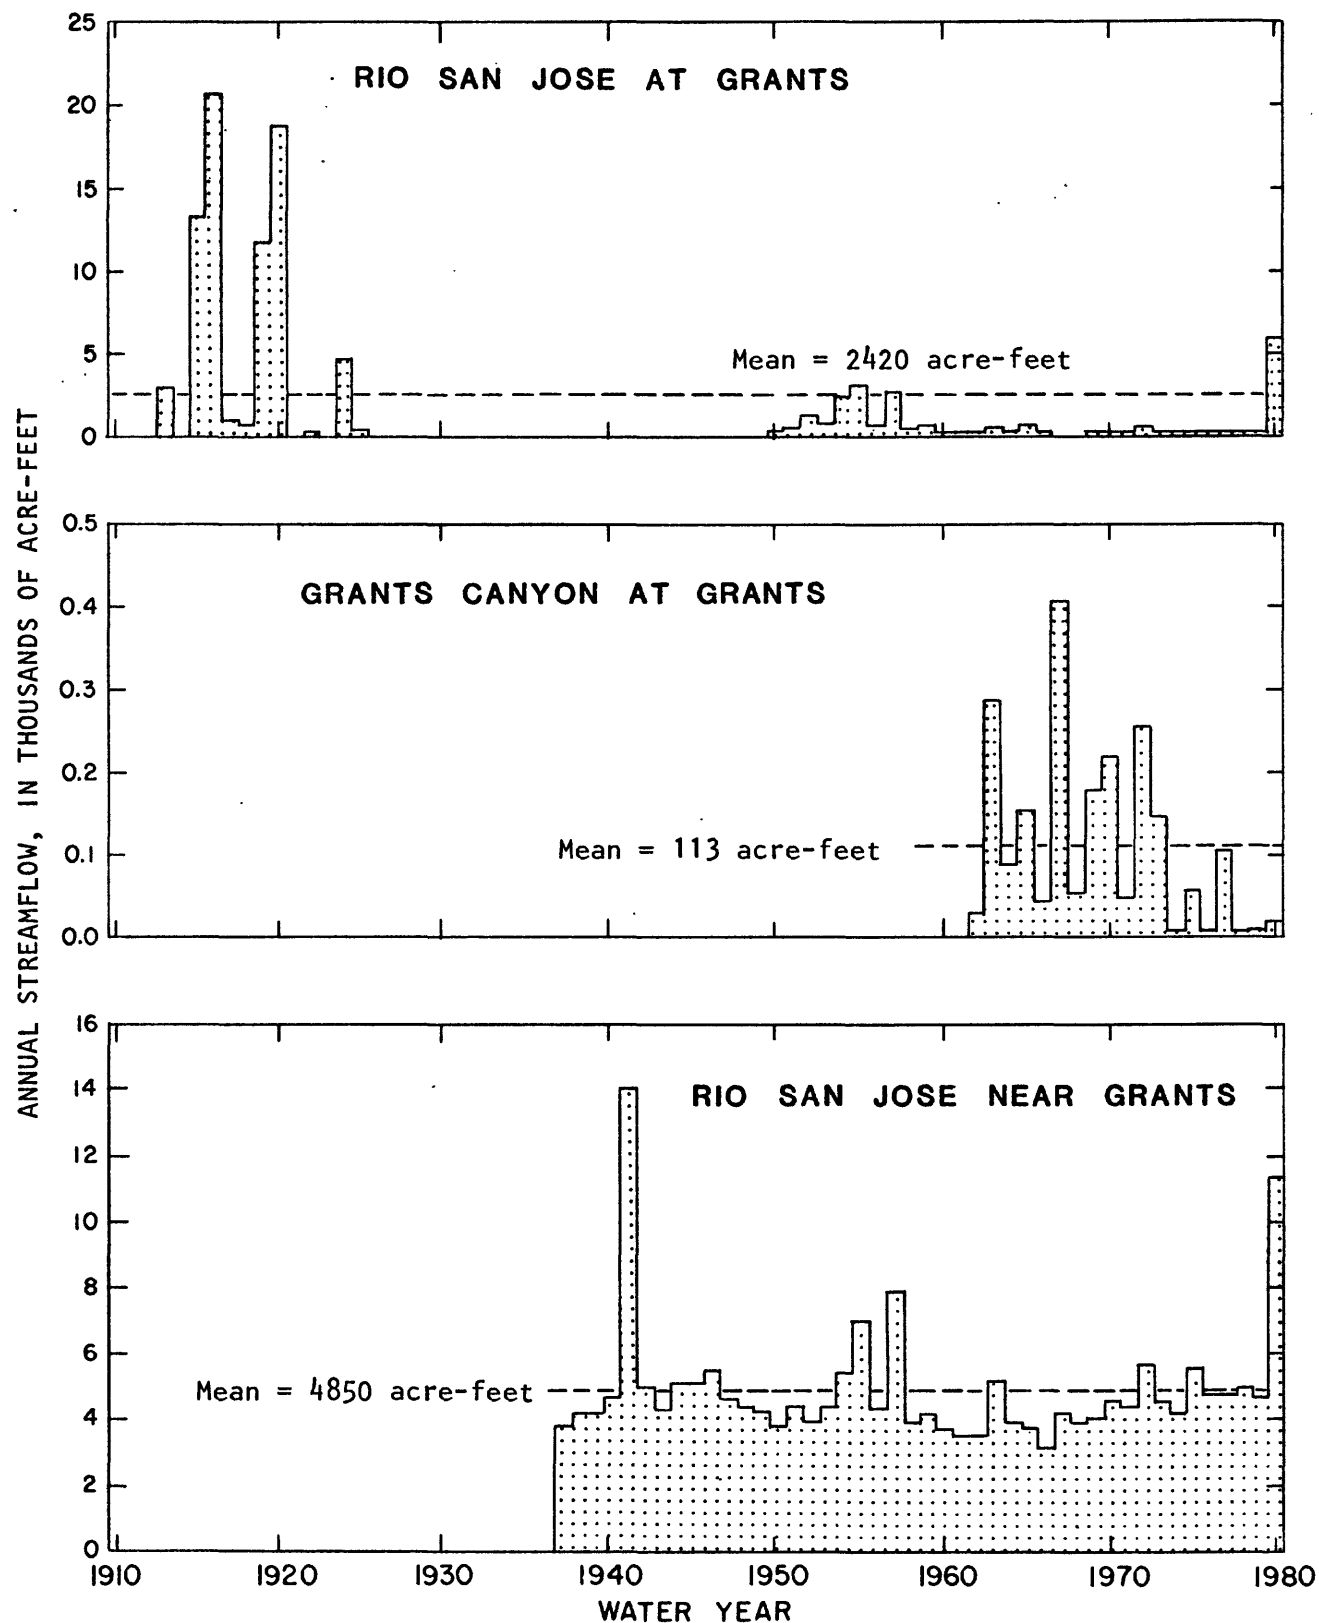 ANNUAL STREAMFLOW, IN THOUSANDS OF ACRE-FEET
RIO SAN JOSE AT GRANTS
25
20
15
10
5
0
Mean = 2420 acre-feet
GRANTS CANYON AT GRANTS
0.5
0.4
0.3
0.2
0.1
0.0
Mean = 113 acre-feet
RIO SAN JOSE NEAR GRANTS
16
14
12
10
8
6
4
2
0
Mean = 4850 acre-feet
1910 1920 1930 1940 1950 1960 1970 1980
WATER YEAR